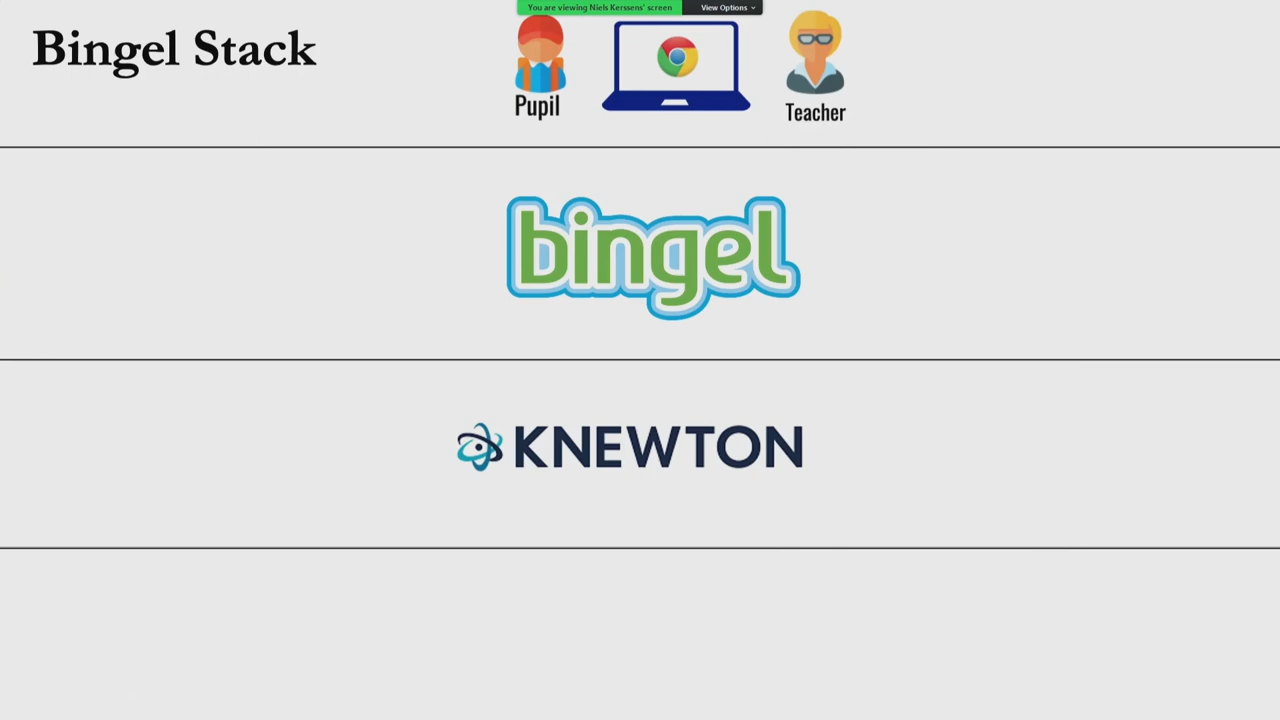 You are viewing Niels Kerssens' screen
View Options
Bingel Stack
Pupil
Teacher
bingel
KNEWTON